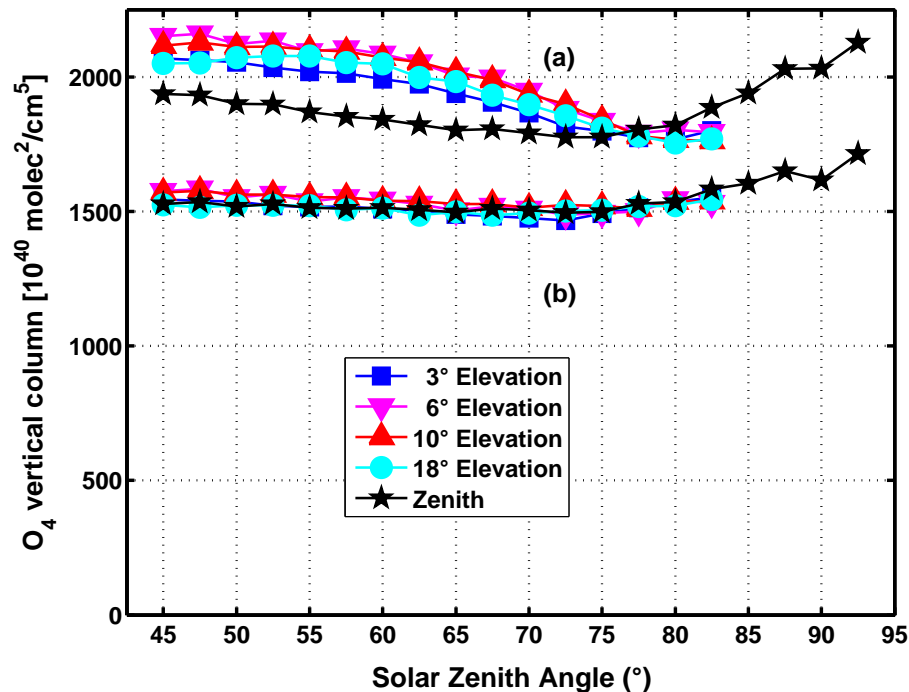 O4 vertical column [10^40 molec^2/cm^5]
2000
1500
1000
500
0
(a)
(b)
3° Elevation
6° Elevation
10° Elevation
18° Elevation
Zenith
45 50 55 60 65 70 75 80 85 90 95
Solar Zenith Angle (°)